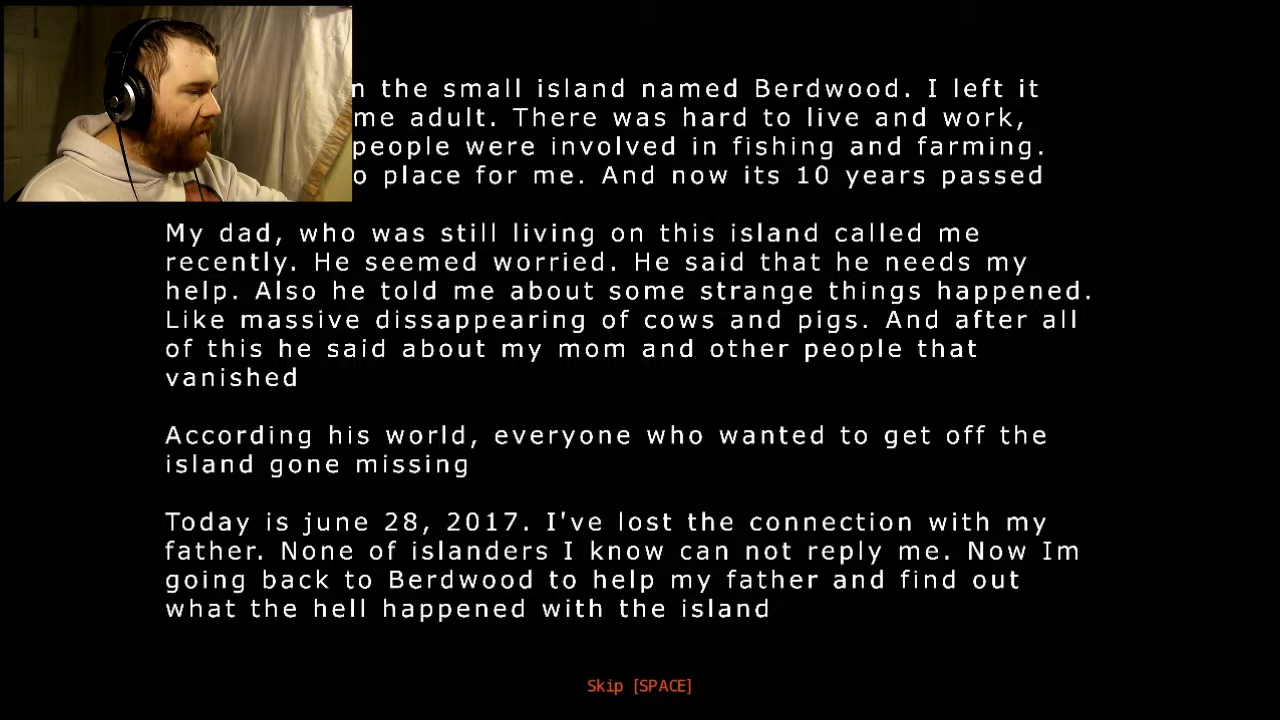 the small island named Berdwood. I left it
me adult. There was hard to live and work,
people were involved in fishing and farming.
place for me. And now its 10 years passed
My dad, who was still living on this island called me
recently. He seemed worried. He said that he needs my
help. Also he told me about some strange things happened.
Like massive dissappearing of cows and pigs. And after all
of this he said about my mom and other people that
vanished
According his world, everyone who wanted to get off the
island gone missing
Today is june 28, 2017. I've lost the connection with my
father. None of islanders I know can not reply me. Now Im
going back to Berdwood to help my father and find out
what the hell happened with the island
Skip [SPACE]